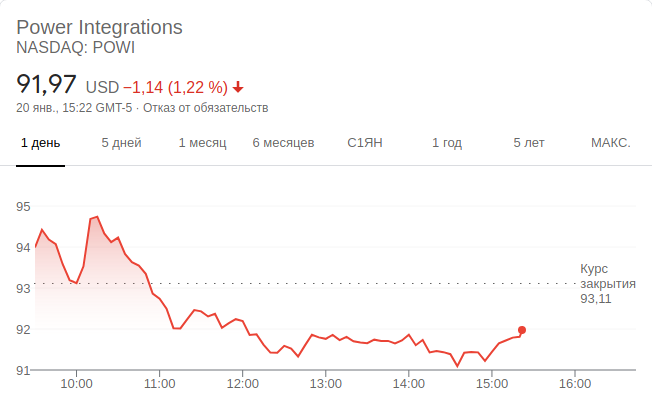 Power Integrations
NASDAQ: POWI
91,97 USD −1,14 (1,22 %)
20 янв., 15:22 GMT-5 · Отказ от обязательств
1 день 5 дней 1 месяц 6 месяцев С1ЯН 1 год 5 лет МАКС.
95
94
93
92
91
Курс
закрытия
93,11
10:00 11:00 12:00 13:00 14:00 15:00 16:00